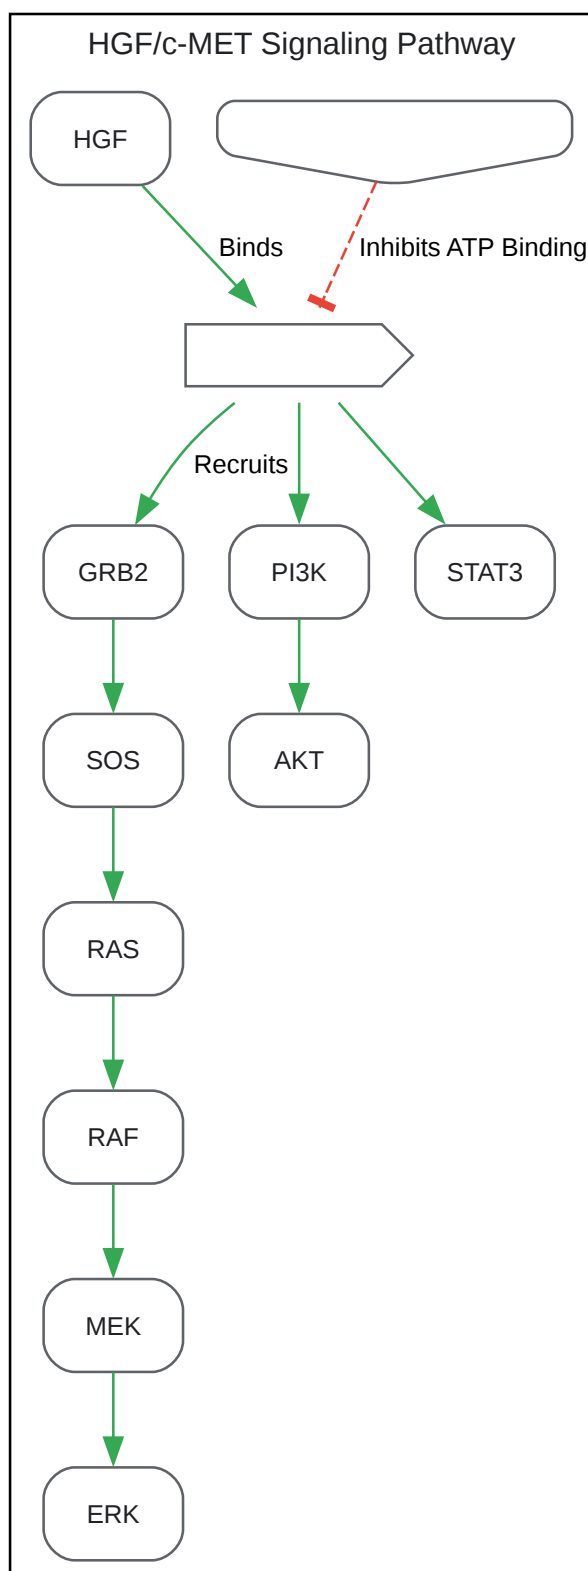 HGF/c-MET Signaling Pathway
HGF
Binds
Inhibits ATP Binding
Recruits
GRB2
PI3K
STAT3
SOS
AKT
RAS
RAF
MEK
ERK